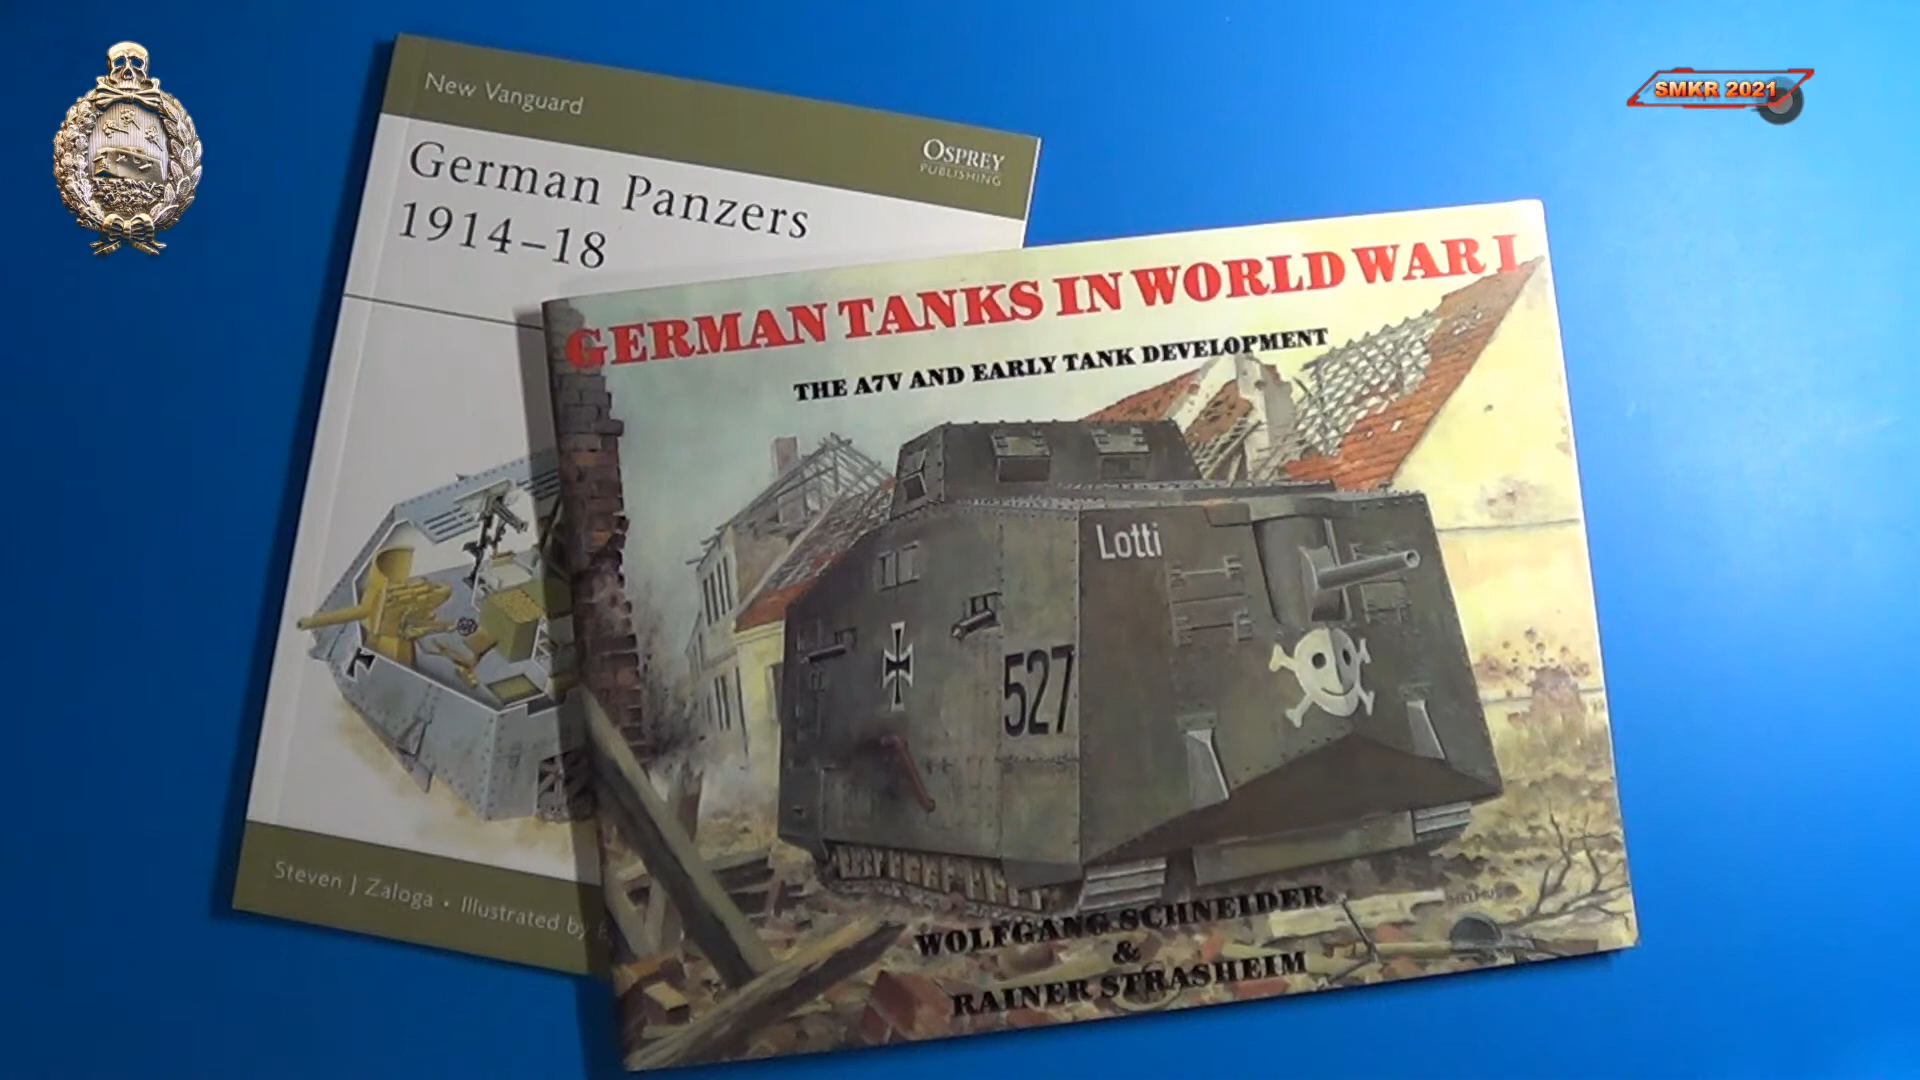 New Vanguard
OSPREY
PUBLISHING
German Panzers
1914–18
Steven J Zaloga • Illustrated by
GERMAN TANKS IN WORLD WAR I
THE A7V AND EARLY TANK DEVELOPMENT
Lotti
527
WOLFGANG SCHNEIDER
&
RAINER STRASHEIM
SMKR 2021